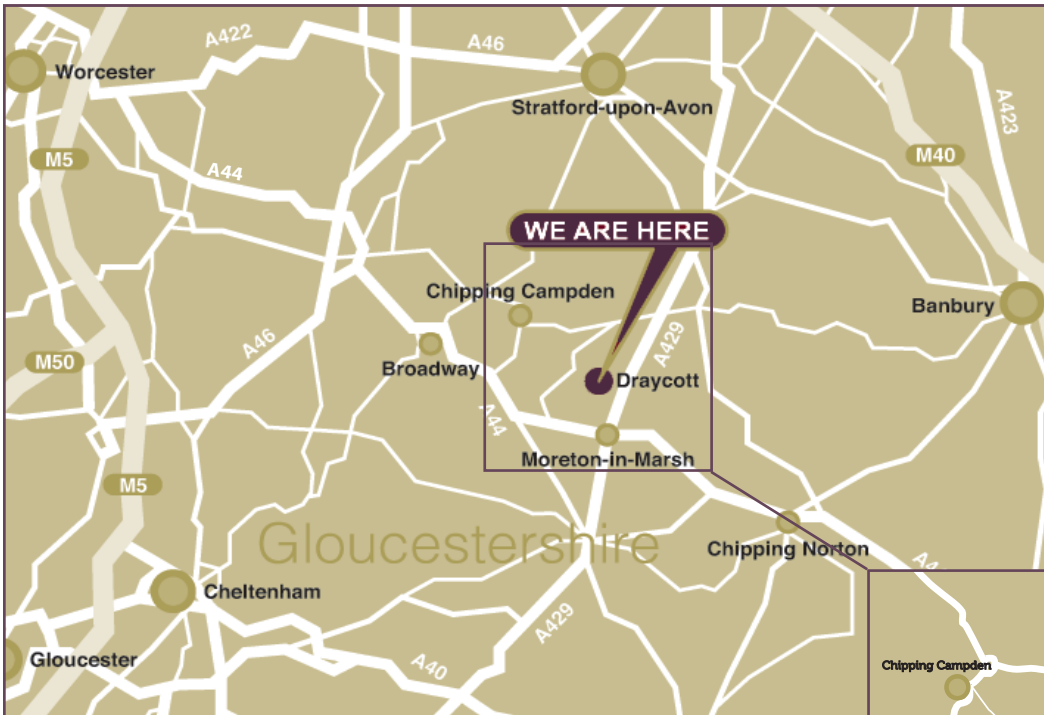 A422
A46
Worcester
Stratford-upon-Avon
A423
M5
M40
A44
WE ARE HERE
Chipping Campden
Banbury
A46
A429
M50
Broadway
Draycott
A44
Moreton-in-Marsh
M5
Gloucestershire
Chipping Norton
A4
Cheltenham
A429
Gloucester
A40
Chipping Campden